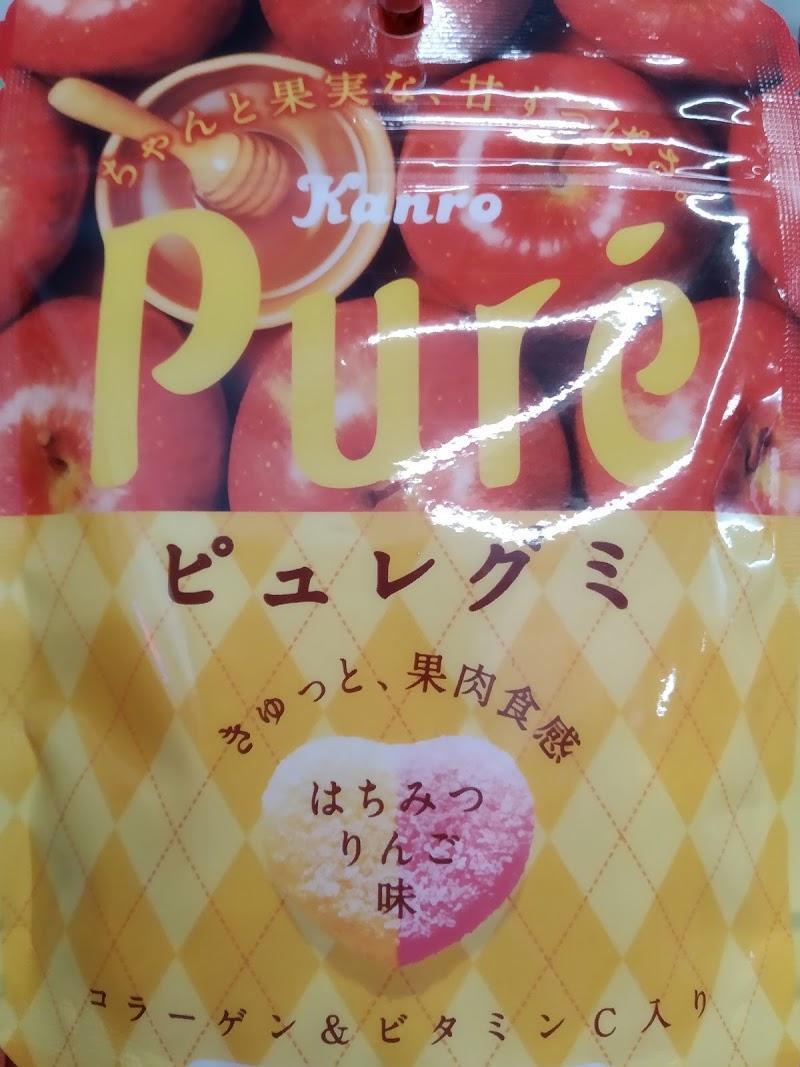 ちゃんと果実な、甘ずっぱさ。
Kanro
Puré
ピュレグミ
きゅっと、果肉食感
はちみつ
りんご
味
コラーゲン&ビタミンC入り